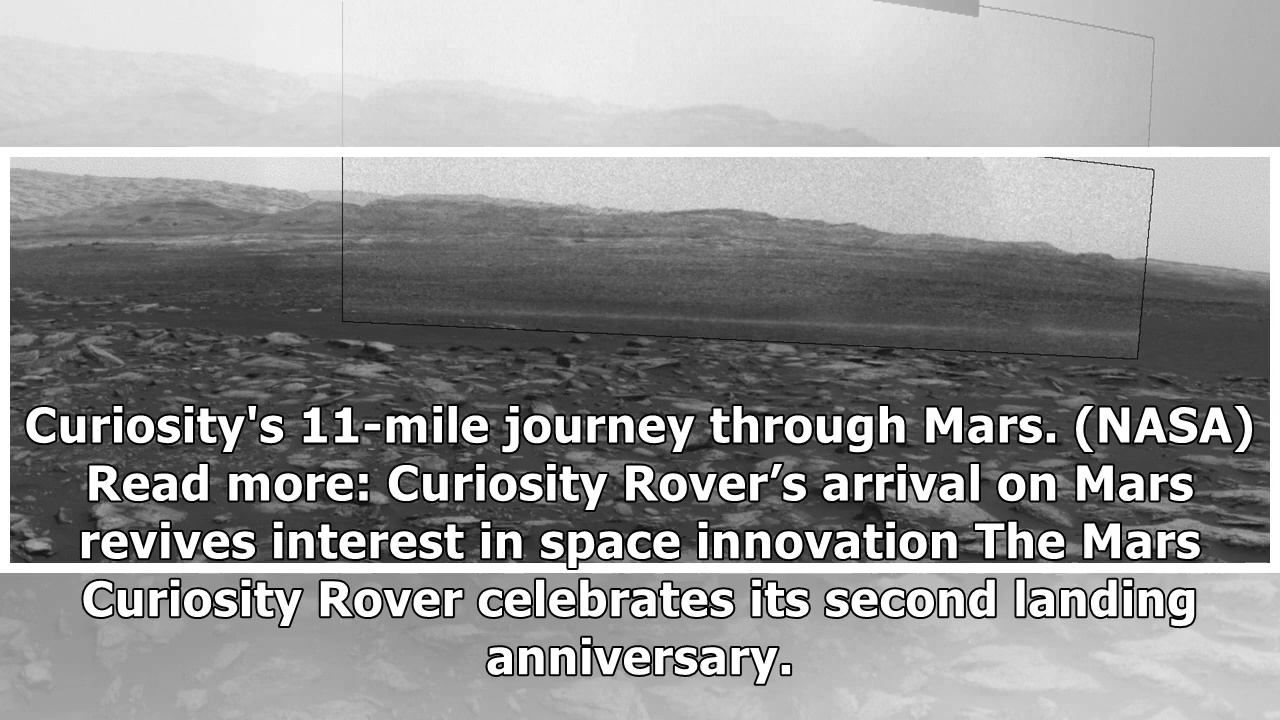 Curiosity's 11-mile journey through Mars. (NASA)
Read more: Curiosity Rover’s arrival on Mars
revives interest in space innovation The Mars
Curiosity Rover celebrates its second landing
anniversary.